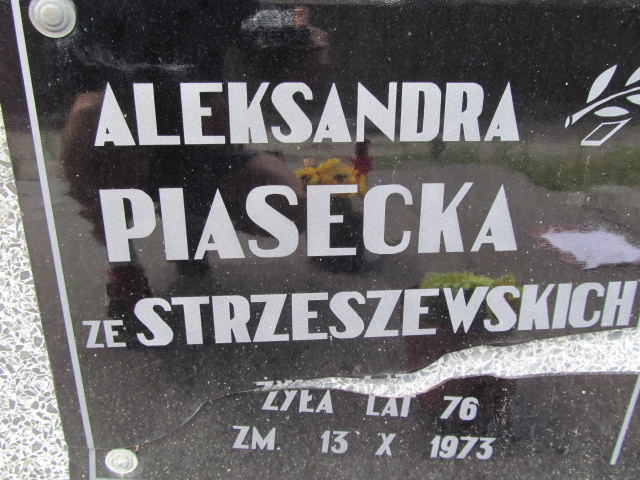 ALEKSANDRA
PIASECKA
ZE STRZESZEWSKICH
ŻYŁA LAT 76
ZM. 13 X 1973